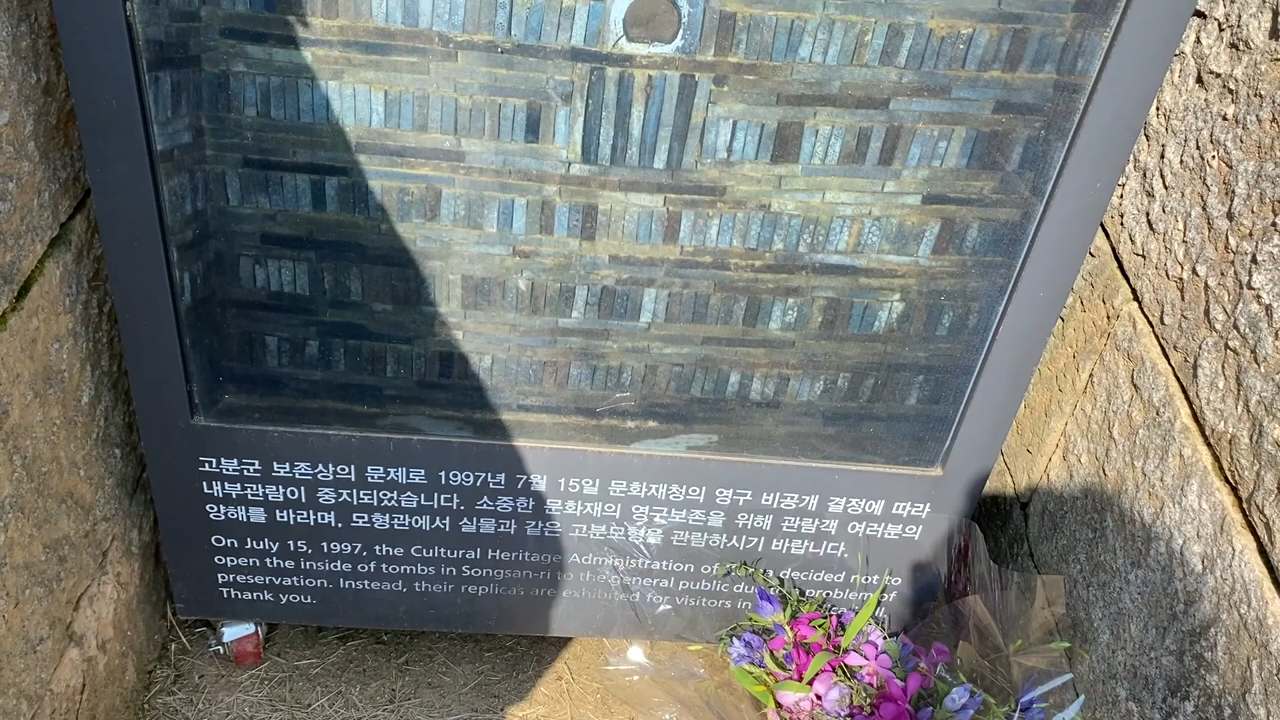 고분군 보존상의 문제로 1997년 7월 15일 문화재청의 영구 비공개 결정에 따라
내부관람이 중지되었습니다. 소중한 문화재의 영구보존을 위해 관람객 여러분의
양해를 바라며, 모형관에서 실물과 같은 고분모형을 관람하시기 바랍니다.
On July 15, 1997, the Cultural Heritage Administration of decided not to
open the inside of tombs in Songsan-ri to the general public due to a problem of
preservation. Instead, their replicas are exhibited for visitors in
Thank you.